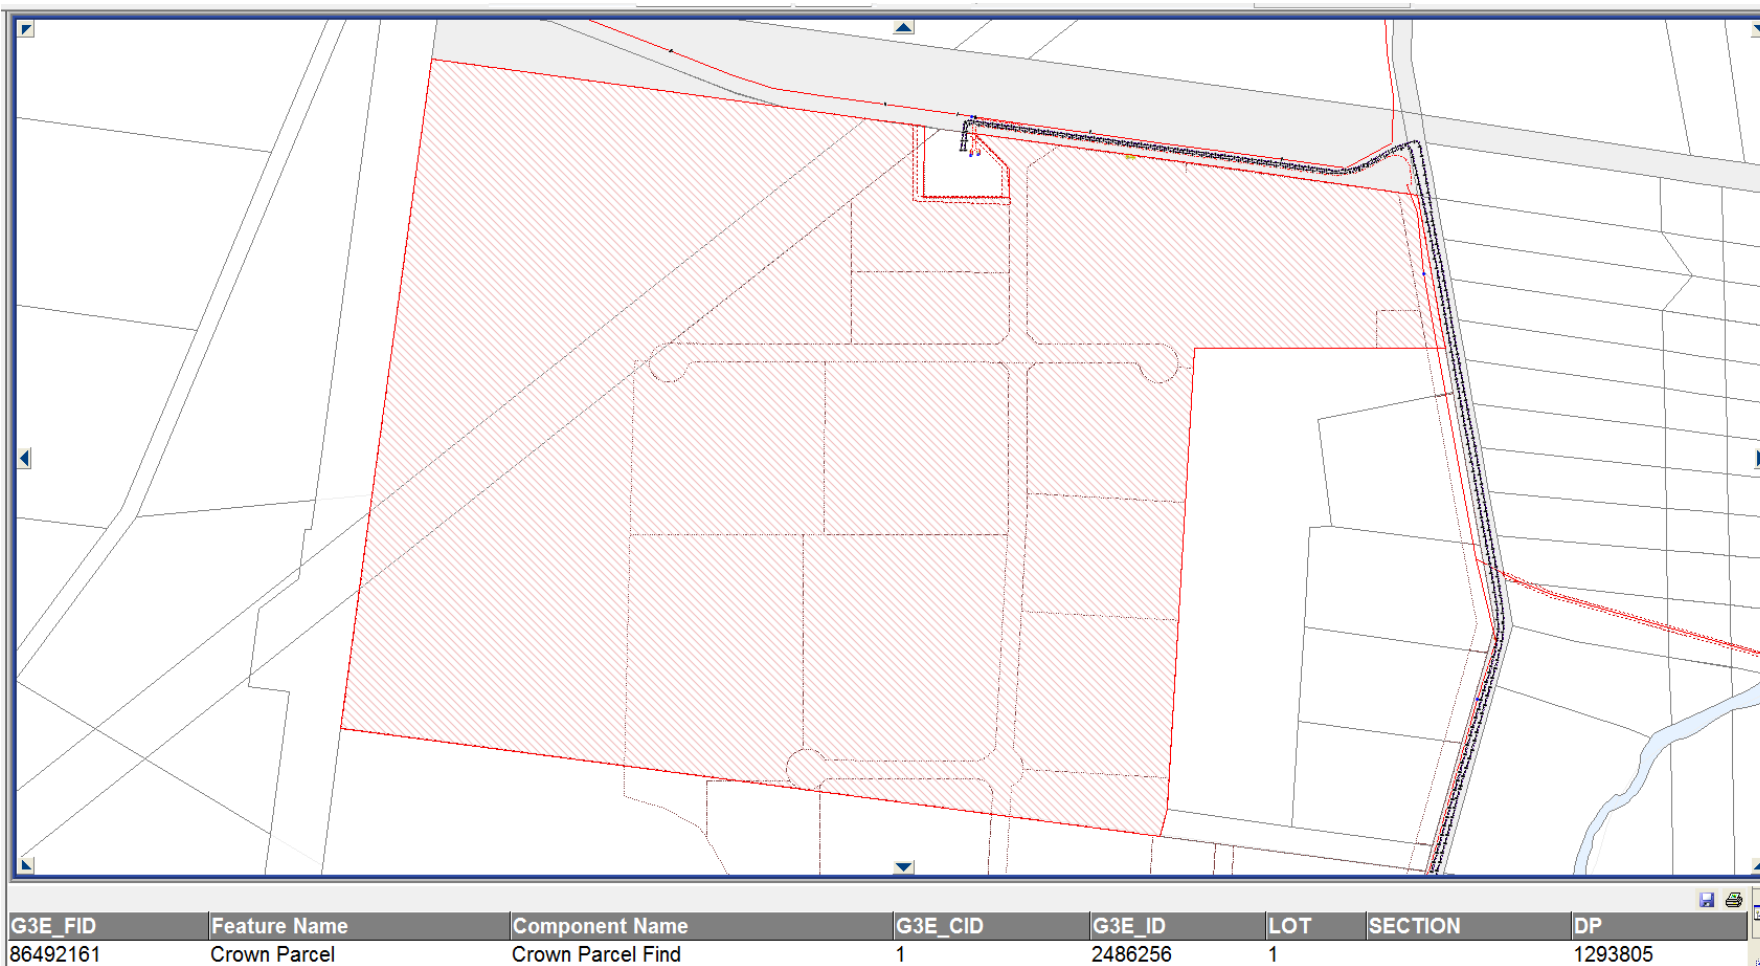 G3E_FID Feature Name Component Name G3E_CID G3E_ID LOT SECTION DP
86492161 Crown Parcel Crown Parcel Find 1 2486256 1 1293805